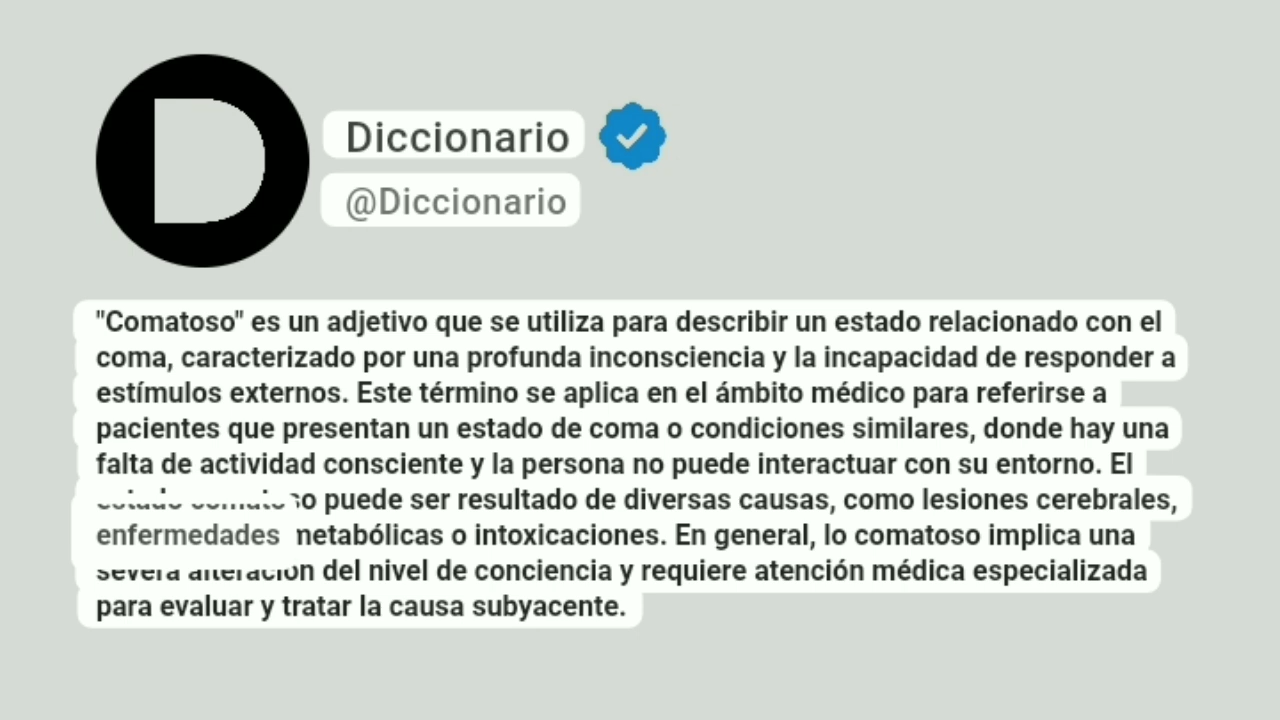 D
Diccionario
@Diccionario
"Comatoso" es un adjetivo que se utiliza para describir un estado relacionado con el
coma, caracterizado por una profunda inconsciencia y la incapacidad de responder a
estímulos externos. Este término se aplica en el ámbito médico para referirse a
pacientes que presentan un estado de coma o condiciones similares, donde hay una
falta de actividad consciente y la persona no puede interactuar con su entorno. El
estado comatoso puede ser resultado de diversas causas, como lesiones cerebrales,
enfermedades metabólicas o intoxicaciones. En general, lo comatoso implica una
severa alteración del nivel de conciencia y requiere atención médica especializada
para evaluar y tratar la causa subyacente.